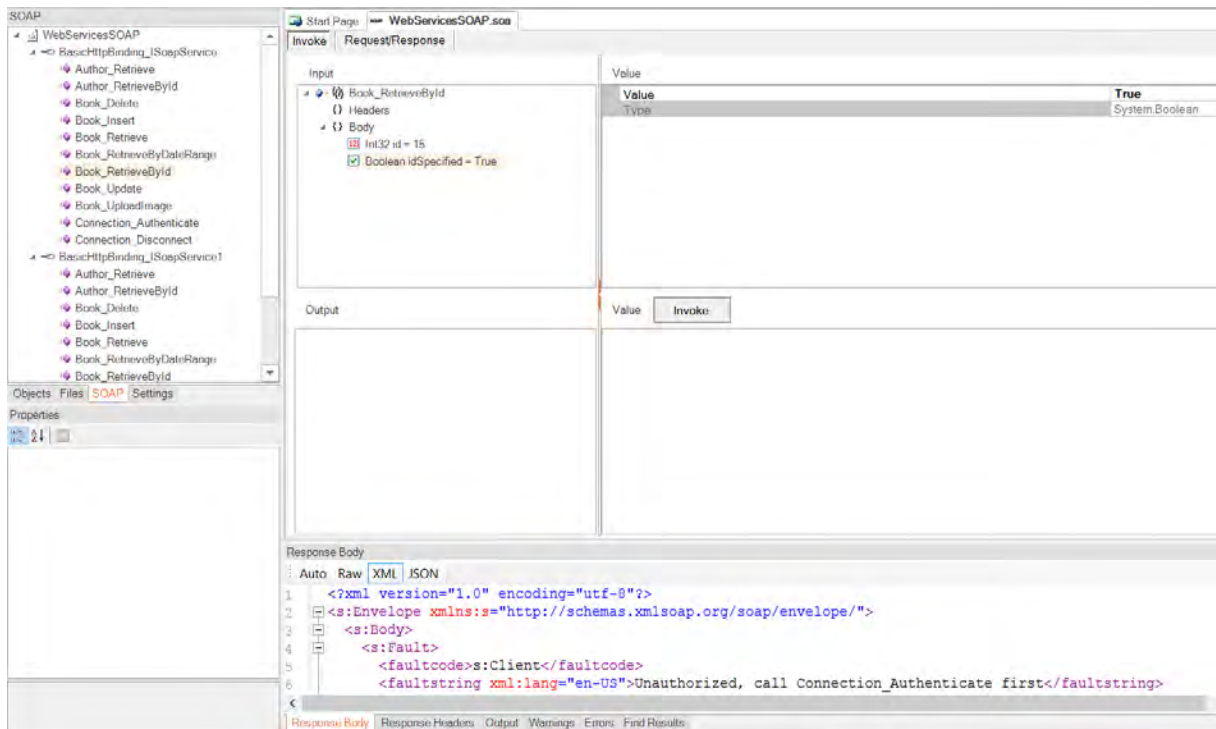 SOAP
WebServicesSOAP
BasicHttpBinding_ISoapService
Author_Retrieve
Author_RetrieveById
Book_Delete
Book_Insert
Book_Retrieve
Book_RetrieveByDateRange
Book_RetrieveById
Book_Update
Book_UploadImage
Connection_Authenticate
Connection_Disconnect
BasicHttpBinding_ISoapService1
Author_Retrieve
Author_RetrieveById
Book_Delete
Book_Insert
Book_Retrieve
Book_RetrieveByDateRange
Book_RetrieveById
Objects Files SOAP Settings
Properties
Start Page WebServicesSOAP.soa
Invoke Request/Response
Input
Book_RetrieveById
{} Headers
{} Body
Int32 id = 15
Boolean idSpecified = True
Value
Value True
Type System.Boolean
Output
Value Invoke
Response Body
Auto Raw XML JSON
1 <?xml version="1.0" encoding="utf-8"?>
2 <s:Envelope xmlns:s="http://schemas.xmlsoap.org/soap/envelope/">
3 <s:Body>
4 <s:Fault>
5 <faultcode>s:Client</faultcode>
6 <faultstring xml:lang="en-US">Unauthorized, call Connection_Authenticate first</faultstring>
Response Body Response Headers Output Warnings Errors Find Results